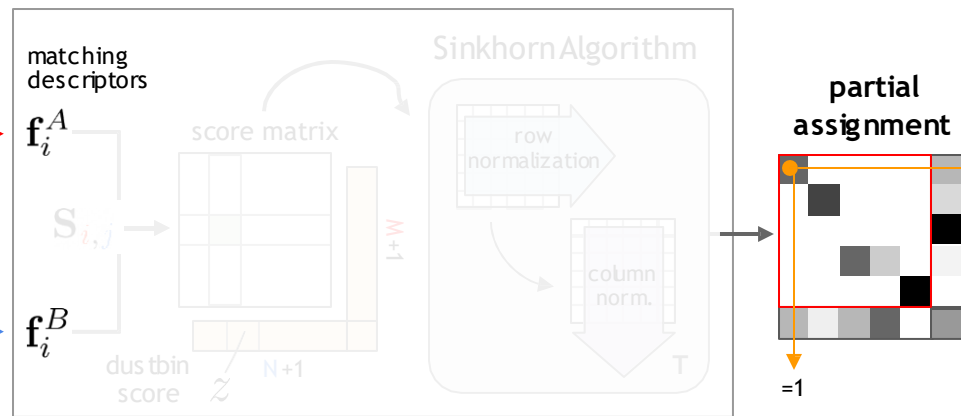 matching
descriptors
f_i^A
S_{i,j}
f_i^B
score matrix
M+1
N+1
dustbin
score
z
Sinkhorn Algorithm
row
normalization
column
norm.
T
partial
assignment
=1